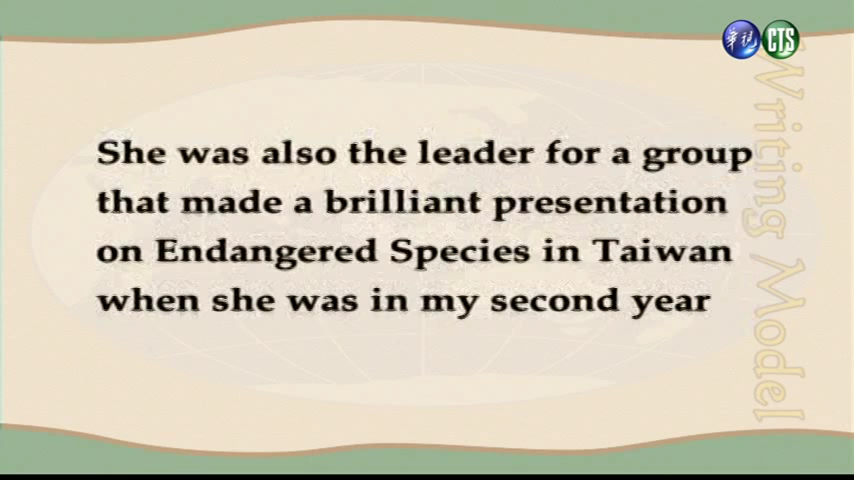 華視 CTS
She was also the leader for a group
that made a brilliant presentation
on Endangered Species in Taiwan
when she was in my second year
Writing Model